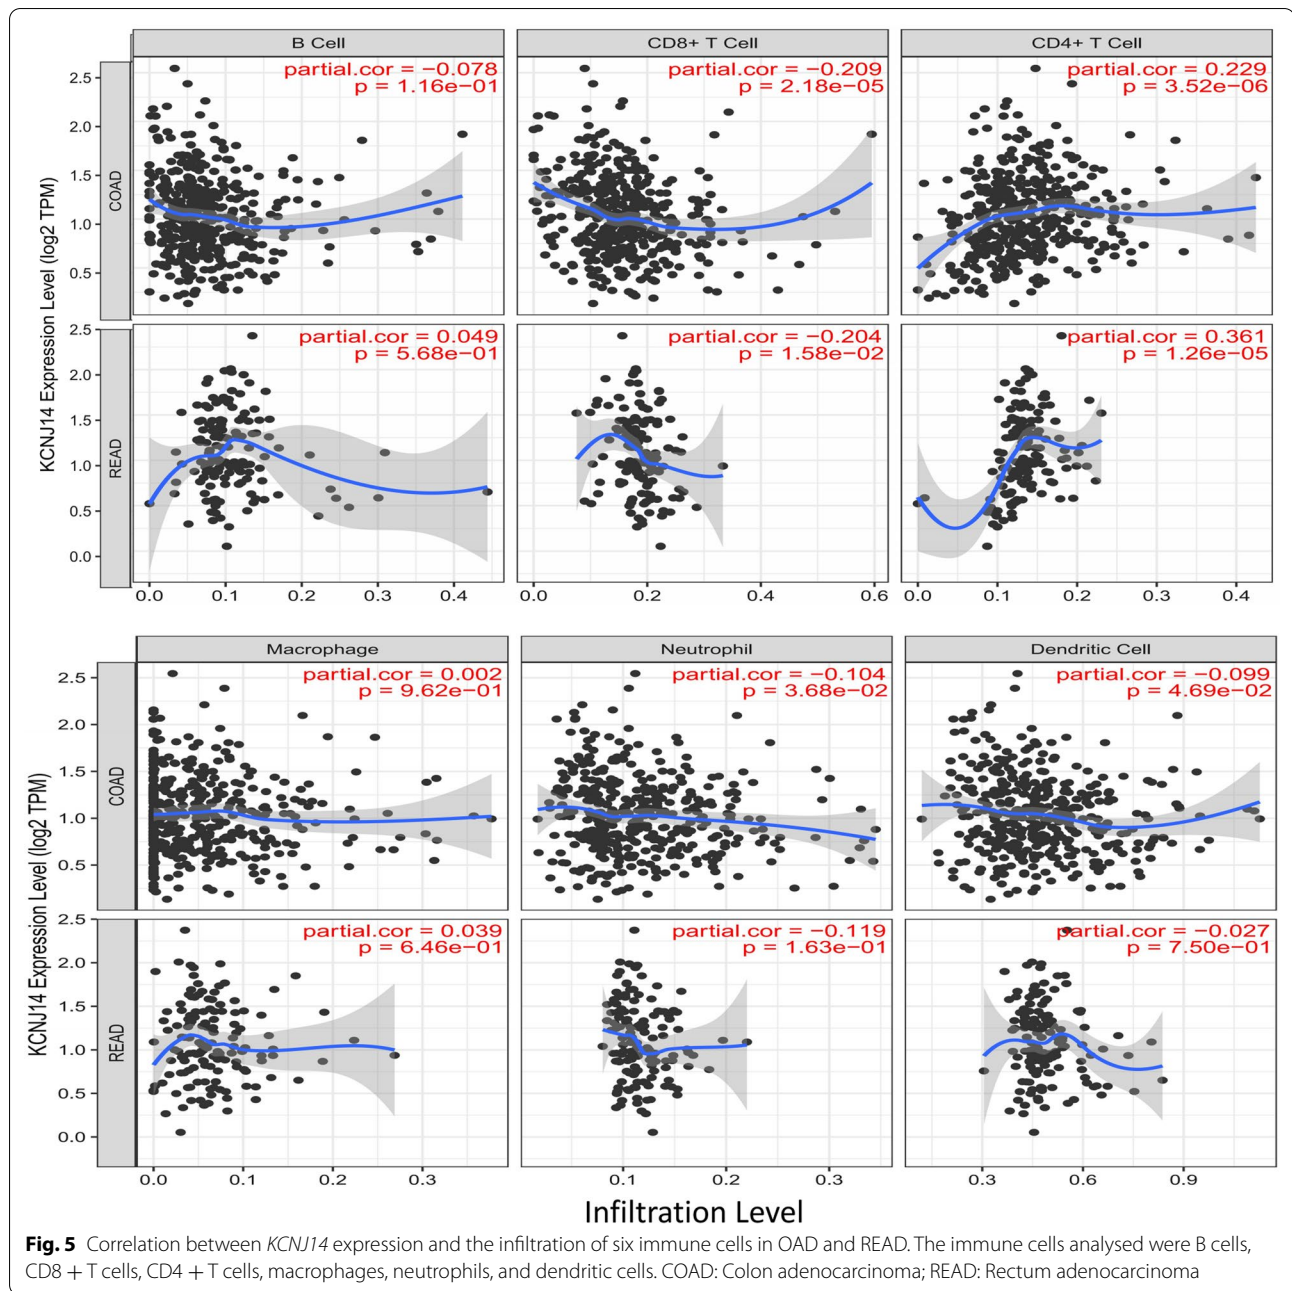 B Cell
CD8+ T Cell
CD4+ T Cell
KCNJ14 Expression Level (log2 TPM)
COAD
2.5
2.0
1.5
1.0
0.5
partial.cor = −0.078
p = 1.16e−01
partial.cor = −0.209
p = 2.18e−05
partial.cor = 0.229
p = 3.52e−06
READ
2.5
2.0
1.5
1.0
0.5
0.0
partial.cor = 0.049
p = 5.68e−01
partial.cor = −0.204
p = 1.58e−02
partial.cor = 0.361
p = 1.26e−05
0.0 0.1 0.2 0.3 0.4
0.0 0.2 0.4 0.6
0.0 0.1 0.2 0.3 0.4
Macrophage
Neutrophil
Dendritic Cell
KCNJ14 Expression Level (log2 TPM)
COAD
2.5
2.0
1.5
1.0
0.5
partial.cor = 0.002
p = 9.62e−01
partial.cor = −0.104
p = 3.68e−02
partial.cor = −0.099
p = 4.69e−02
READ
2.5
2.0
1.5
1.0
0.5
0.0
partial.cor = 0.039
p = 6.46e−01
partial.cor = −0.119
p = 1.63e−01
partial.cor = −0.027
p = 7.50e−01
0.0 0.1 0.2 0.3
0.1 0.2 0.3
0.3 0.6 0.9
Infiltration Level
Fig. 5 Correlation between KCNJ14 expression and the infiltration of six immune cells in OAD and READ. The immune cells analysed were B cells,
CD8 + T cells, CD4 + T cells, macrophages, neutrophils, and dendritic cells. COAD: Colon adenocarcinoma; READ: Rectum adenocarcinoma